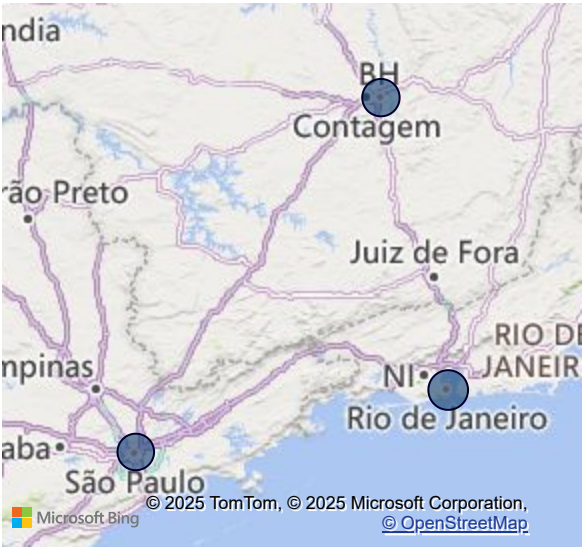 ndia
BH
Contagem
rão Preto
Juiz de Fora
RIO DE
JANEIR
mpinas
NI
Rio de Janeiro
aba
São Paulo
© 2025 TomTom, © 2025 Microsoft Corporation,
Microsoft Bing
© OpenStreetMap